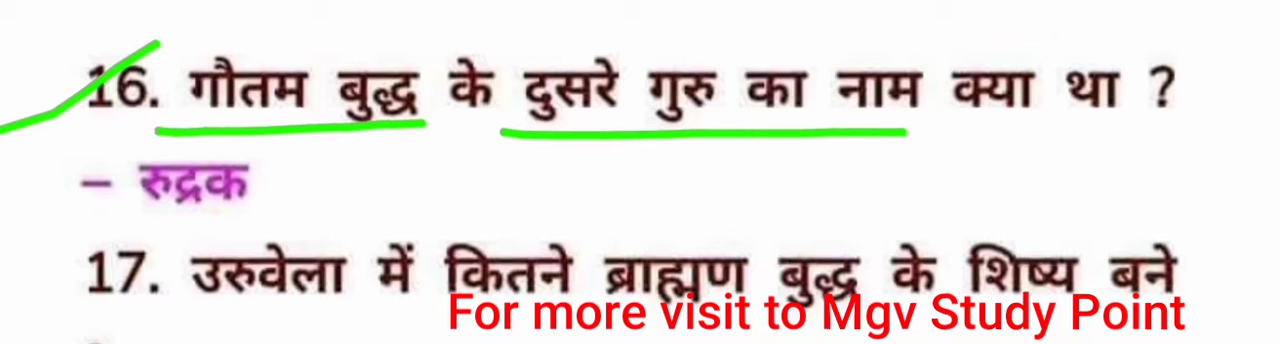 16. गौतम बुद्ध के दुसरे गुरु का नाम क्या था ?
– रुद्रक
17. उरुवेला में कितने ब्राह्मण बुद्ध के शिष्य बने
For more visit to Mgv Study Point